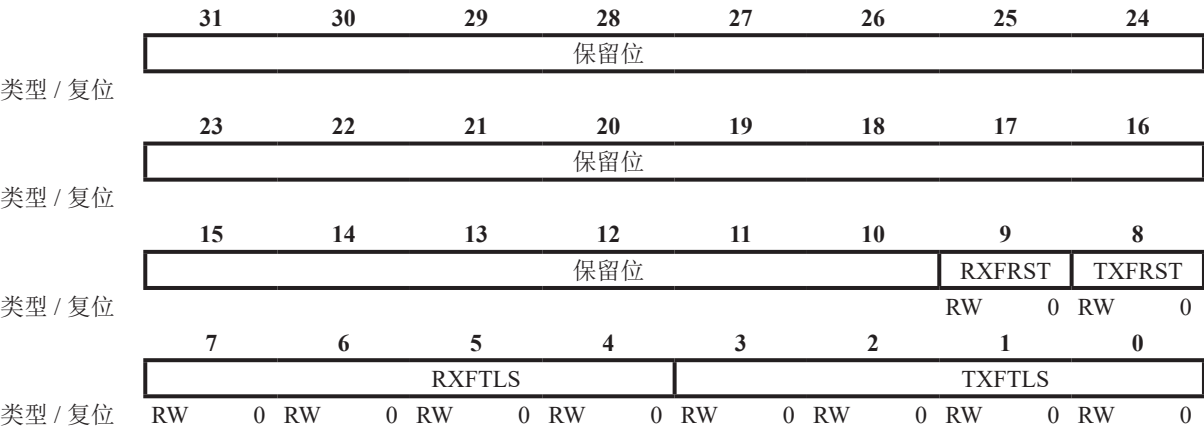 31 30 29 28 27 26 25 24
保留位
类型 / 复位
23 22 21 20 19 18 17 16
保留位
类型 / 复位
15 14 13 12 11 10 9 8
保留位 RXFRST TXFRST
类型 / 复位 RW 0 RW 0
7 6 5 4 3 2 1 0
RXFTLS TXFTLS
类型 / 复位 RW 0 RW 0 RW 0 RW 0 RW 0 RW 0 RW 0 RW 0